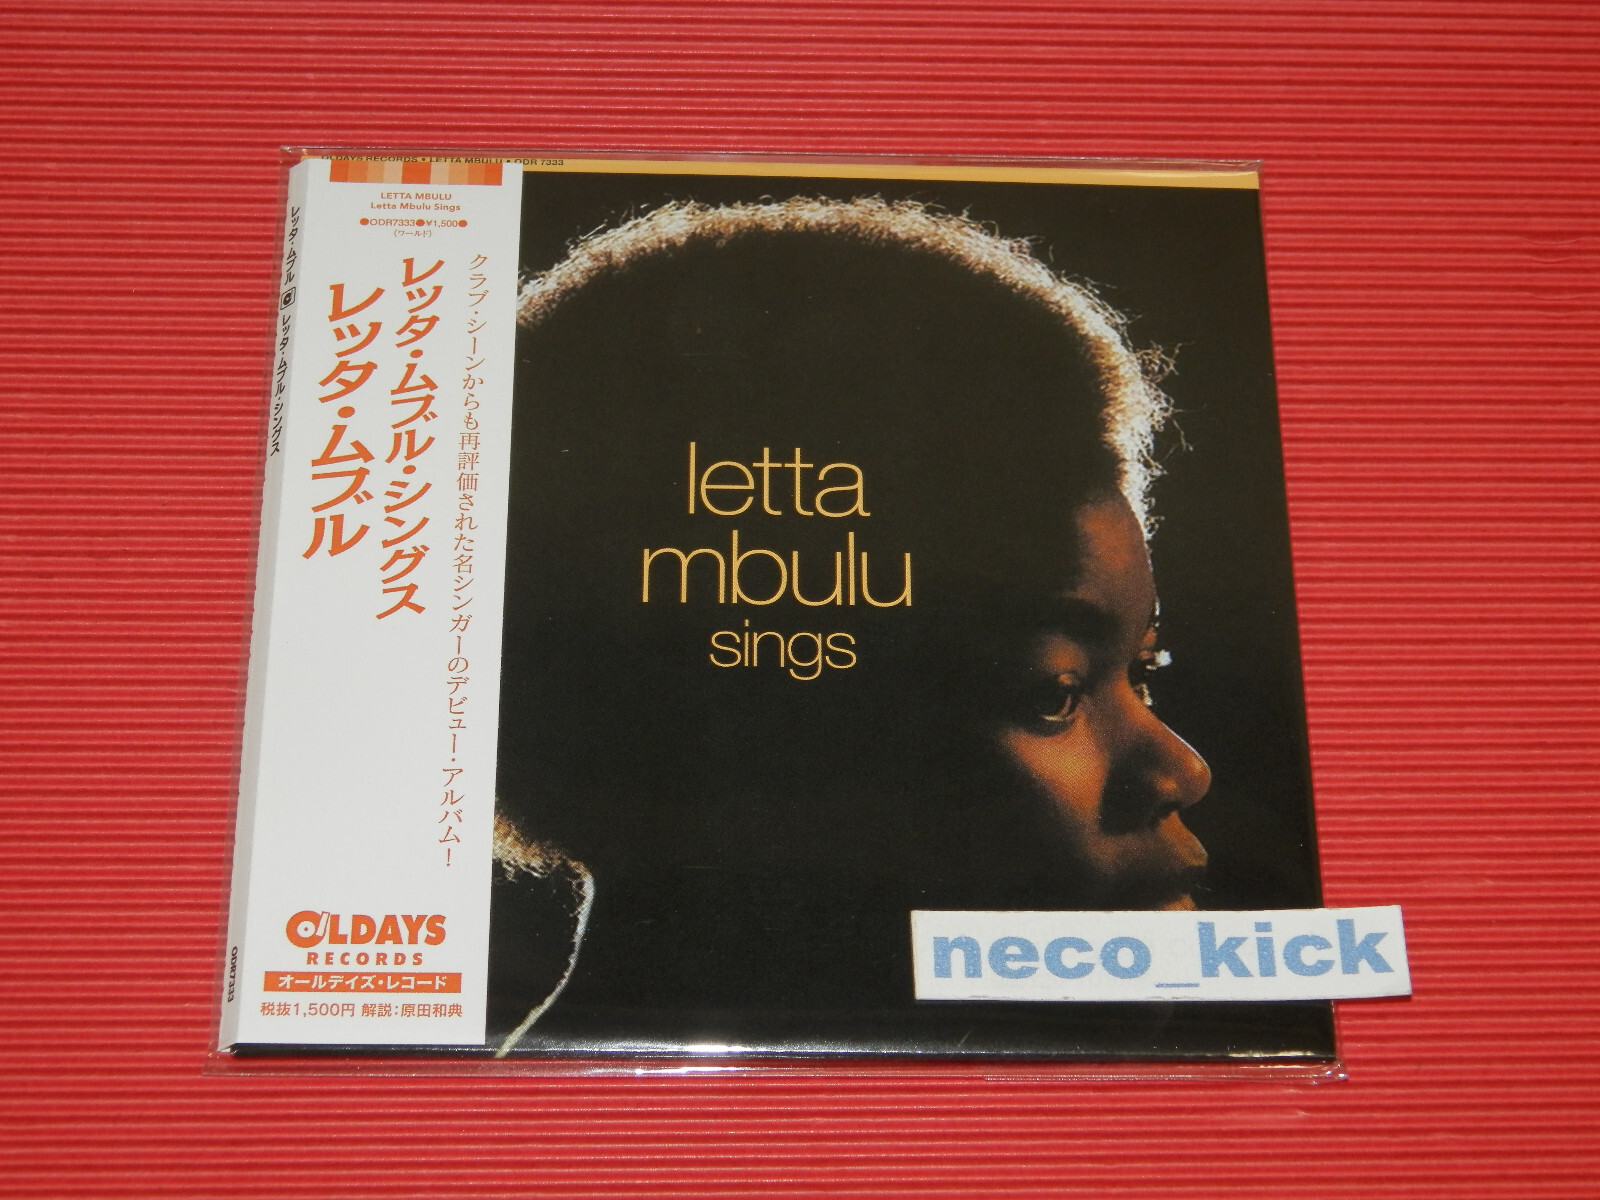 OLDAYS RECORDS • LETTA MBULU • ODR 7333
LETTA MBULU
Letta Mbulu Sings
●ODR7333●¥1,500●
(ワールド)
クラブ・シーンからも再評価された名シンガーのデビュー・アルバム!
レッタ・ムブル・シングス
レッタ・ムブル
OLDAYS
RECORDS
オールデイズ・レコード
税抜1,500円 解説:原田和典
レッタ・ムブル レッタ・ムブル・シングス
ODR7333
letta
mbulu
sings
neco_kick